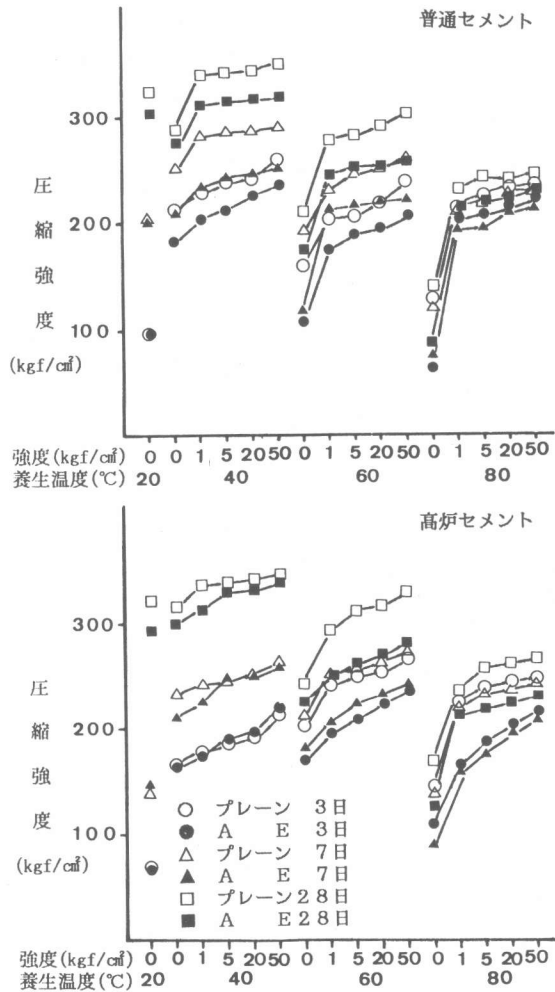 普通セメント
300
200
100
圧縮強度
(kgf/c㎡)
強度(kgf/c㎡) 0 0 1 5 20 50 0 1 5 20 50 0 1 5 20 50
養生温度(℃) 20 40 60 80
高炉セメント
300
200
100
圧縮強度
(kgf/c㎡)
○ プレーン 3日
● A E 3日
△ プレーン 7日
▲ A E 7日
□ プレーン28日
■ A E 28日
強度(kgf/c㎡) 0 0 1 5 20 50 0 1 5 20 50 0 1 5 20 50
養生温度(℃) 20 40 60 80